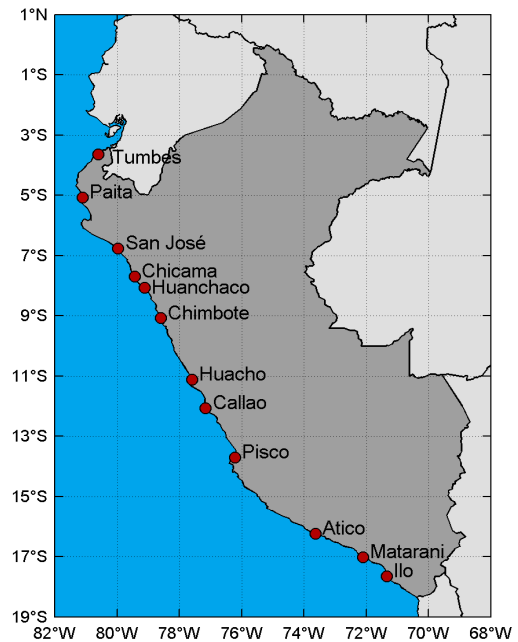 1°N
1°S
3°S
Tumbes
5°S
Paita
San José
7°S
Chicama
Huanchaco
9°S
Chimbote
11°S
Huacho
Callao
13°S
Pisco
15°S
Atico
17°S
Matarani
Ilo
19°S
82°W 80°W 78°W 76°W 74°W 72°W 70°W 68°W